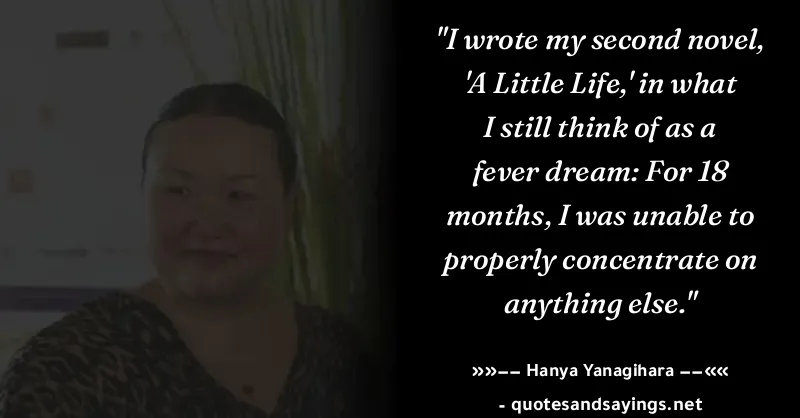 "I wrote my second novel,
'A Little Life,' in what
I still think of as a
fever dream: For 18
months, I was unable to
properly concentrate on
anything else."
»»−− Hanya Yanagihara −−««
- quotesandsayings.net